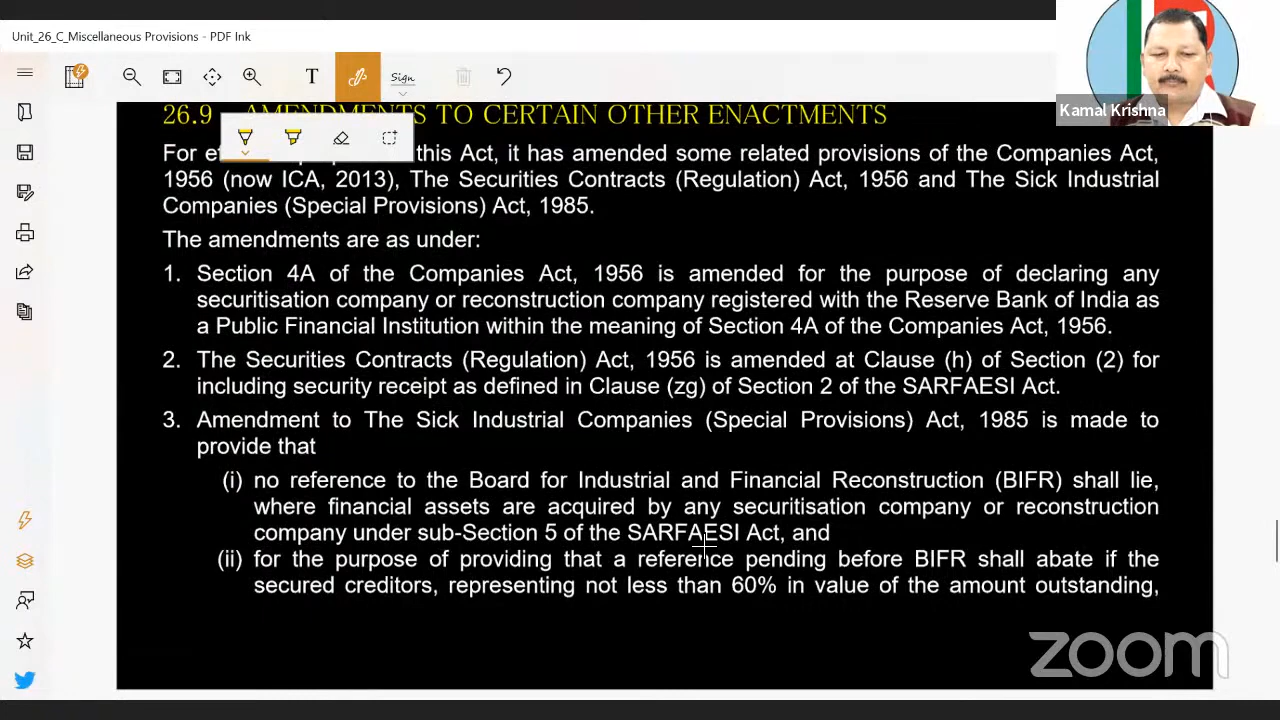 Unit_26_C_Miscellaneous Provisions - PDF Ink
T
Sign
Kamal Krishna
26.9 AMENDMENTS TO CERTAIN OTHER ENACTMENTS
For this Act, it has amended some related provisions of the Companies Act,
1956 (now ICA, 2013), The Securities Contracts (Regulation) Act, 1956 and The Sick Industrial
Companies (Special Provisions) Act, 1985.
The amendments are as under:
1. Section 4A of the Companies Act, 1956 is amended for the purpose of declaring any
securitisation company or reconstruction company registered with the Reserve Bank of India as
a Public Financial Institution within the meaning of Section 4A of the Companies Act, 1956.
2. The Securities Contracts (Regulation) Act, 1956 is amended at Clause (h) of Section (2) for
including security receipt as defined in Clause (zg) of Section 2 of the SARFAESI Act.
3. Amendment to The Sick Industrial Companies (Special Provisions) Act, 1985 is made to
provide that
(i) no reference to the Board for Industrial and Financial Reconstruction (BIFR) shall lie,
where financial assets are acquired by any securitisation company or reconstruction
company under sub-Section 5 of the SARFAESI Act, and
(ii) for the purpose of providing that a reference pending before BIFR shall abate if the
secured creditors, representing not less than 60% in value of the amount outstanding,
zoom